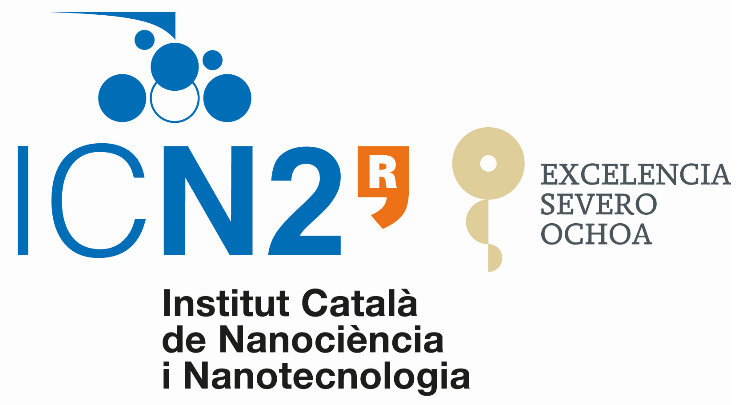 ICN2
R
EXCELENCIA
SEVERO
OCHOA
Institut Català
de Nanociència
i Nanotecnologia